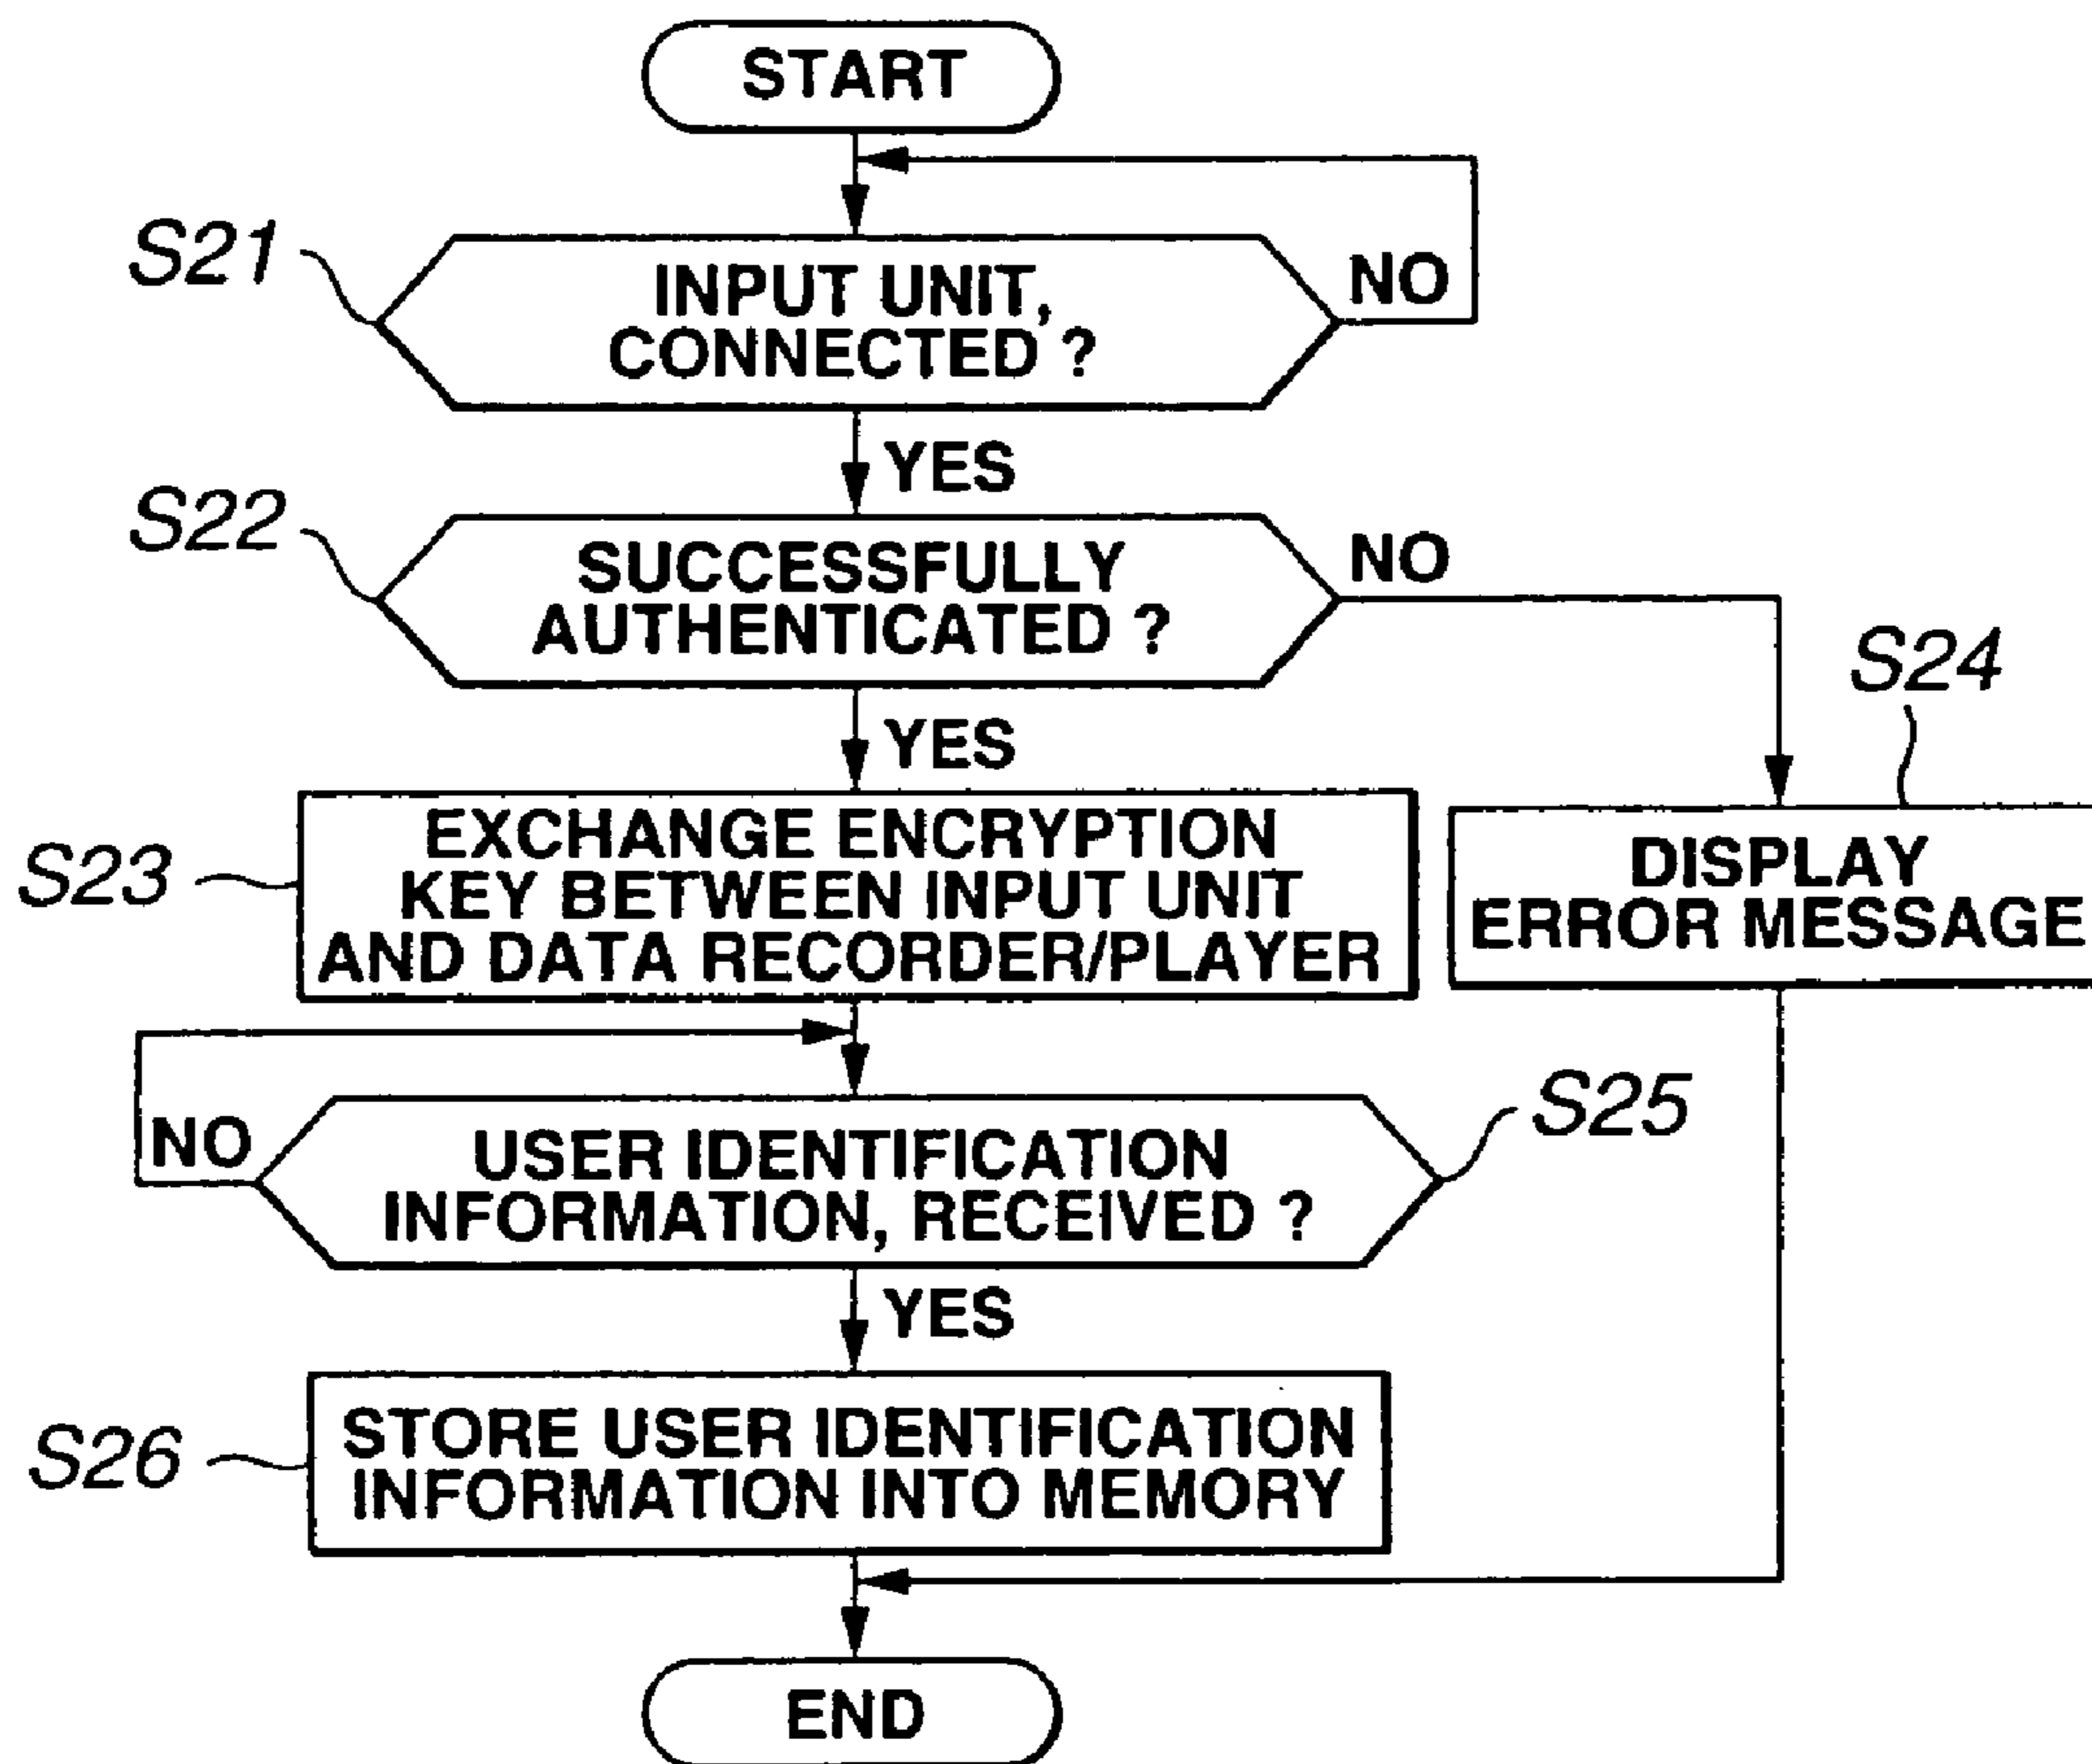 START
S21
INPUT UNIT,
CONNECTED ?
NO
YES
S22
SUCCESSFULLY
AUTHENTICATED ?
NO
YES
S23
EXCHANGE ENCRYPTION
KEY BETWEEN INPUT UNIT
AND DATA RECORDER/PLAYER
S24
DISPLAY
ERROR MESSAGE
NO
USER IDENTIFICATION
INFORMATION, RECEIVED ?
S25
YES
S26
STORE USER IDENTIFICATION
INFORMATION INTO MEMORY
END